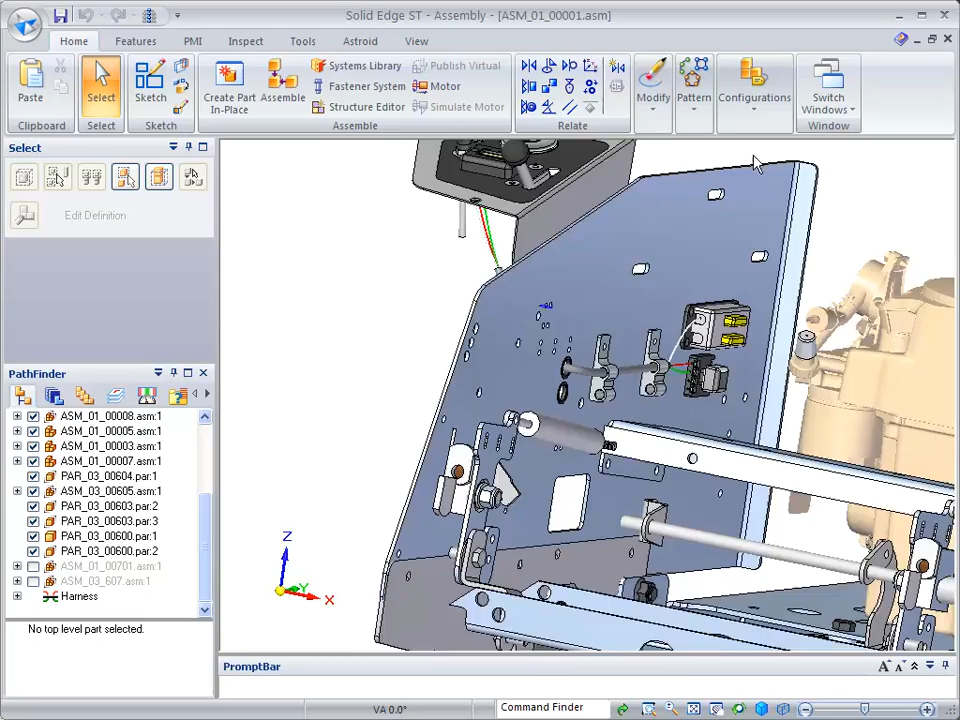 Solid Edge ST - Assembly - [ASM_01_00001.asm]
Home Features PMI Inspect Tools Astroid View
Paste
Clipboard
Select
Select
Sketch
Sketch
Create Part
In-Place
Assemble
Systems Library
Fastener System
Structure Editor
Publish Virtual
Motor
Simulate Motor
Assemble
Relate
Modify
Pattern
Configurations
Switch
Windows
Window
Select
Edit Definition
PathFinder
ASM_01_00008.asm:1
ASM_01_00005.asm:1
ASM_01_00003.asm:1
ASM_01_00007.asm:1
PAR_03_00604.par:1
ASM_03_00605.asm:1
PAR_03_00603.par:2
PAR_03_00603.par:3
PAR_03_00600.par:1
PAR_03_00600.par:2
ASM_01_00701.asm:1
ASM_03_607.asm:1
Harness
No top level part selected.
Z
Y
X
PromptBar
VA 0.0°
Command Finder